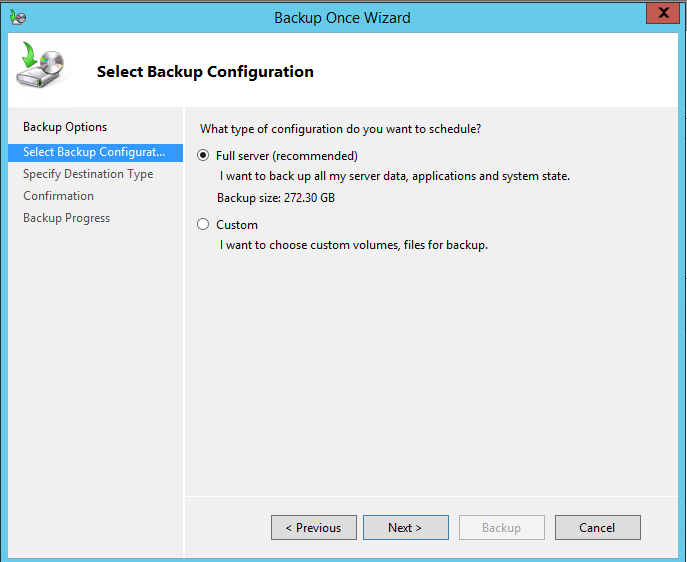 Backup Once Wizard
Select Backup Configuration
Backup Options
Select Backup Configurat...
Specify Destination Type
Confirmation
Backup Progress
What type of configuration do you want to schedule?
Full server (recommended)
I want to back up all my server data, applications and system state.
Backup size: 272.30 GB
Custom
I want to choose custom volumes, files for backup.
< Previous
Next >
Backup
Cancel